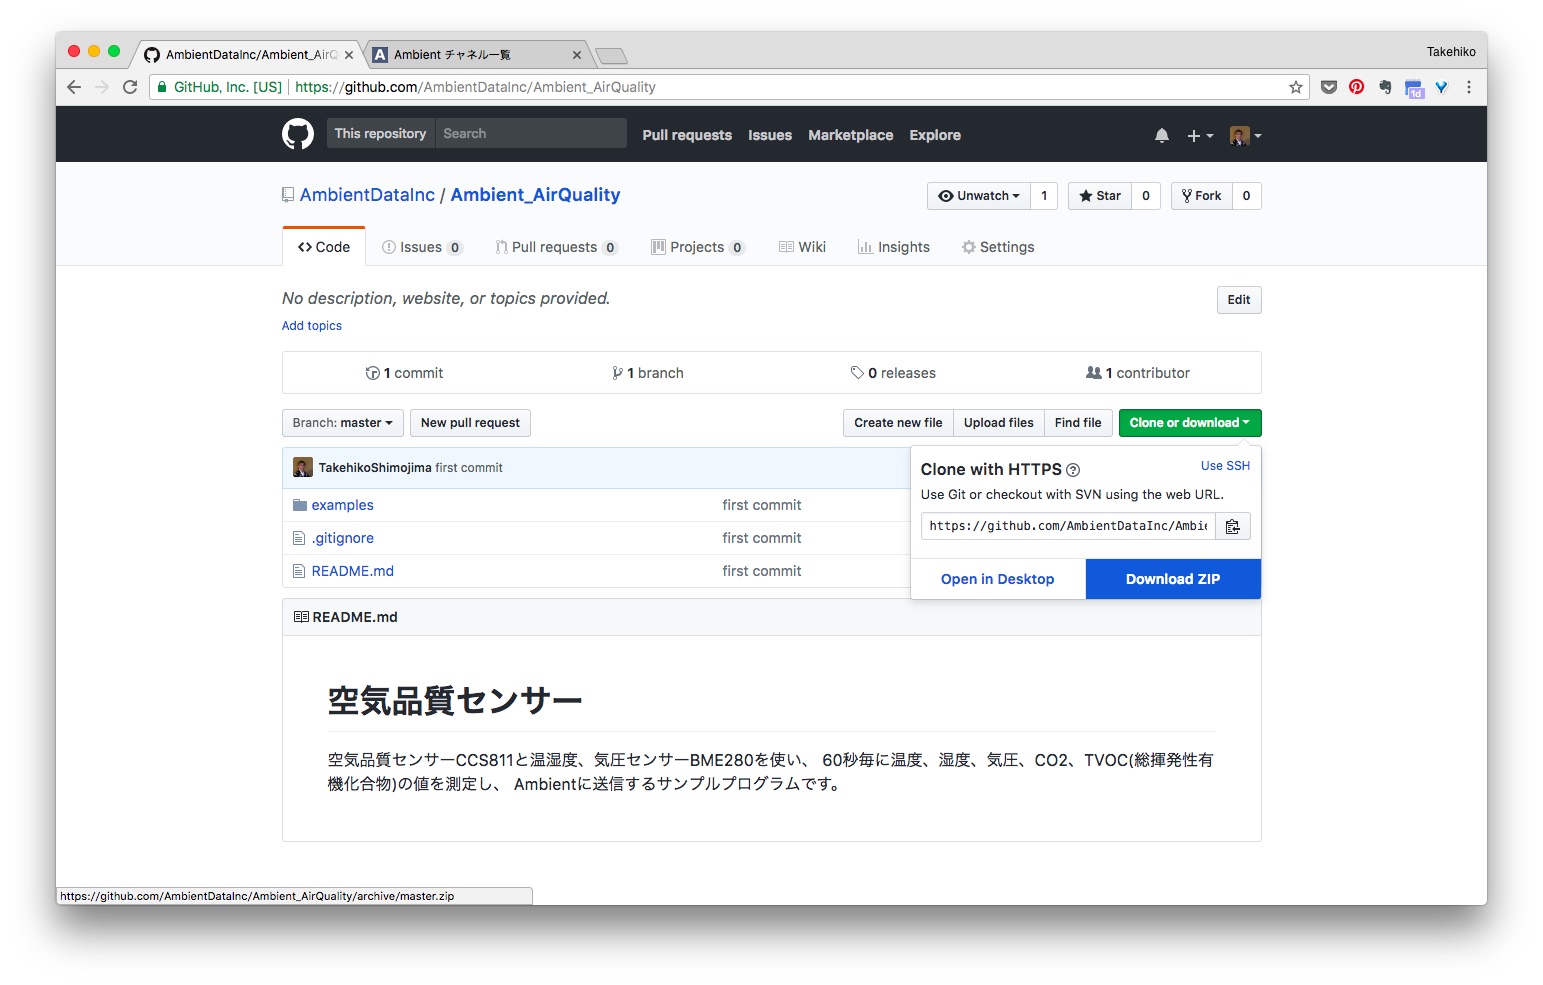 AmbientDataInc/Ambient_AirQ
Ambient チャネル一覧
Takehiko
GitHub, Inc. [US]
https://github.com/AmbientDataInc/Ambient_AirQuality
1d
This repository
Search
Pull requests
Issues
Marketplace
Explore
AmbientDataInc / Ambient_AirQuality
Unwatch 1
Star 0
Fork 0
Code
Issues 0
Pull requests 0
Projects 0
Wiki
Insights
Settings
No description, website, or topics provided.
Edit
Add topics
1 commit
1 branch
0 releases
1 contributor
Branch: master
New pull request
Create new file
Upload files
Find file
Clone or download
TakehikoShimojima first commit
examples
first commit
.gitignore
first commit
README.md
first commit
Clone with HTTPS
Use SSH
Use Git or checkout with SVN using the web URL.
https://github.com/AmbientDataInc/Ambie
Open in Desktop
Download ZIP
README.md
空気品質センサー
空気品質センサーCCS811と温湿度、気圧センサーBME280を使い、 60秒毎に温度、湿度、気圧、CO2、TVOC(総揮発性有
機化合物)の値を測定し、 Ambientに送信するサンプルプログラムです。
https://github.com/AmbientDataInc/Ambient_AirQuality/archive/master.zip